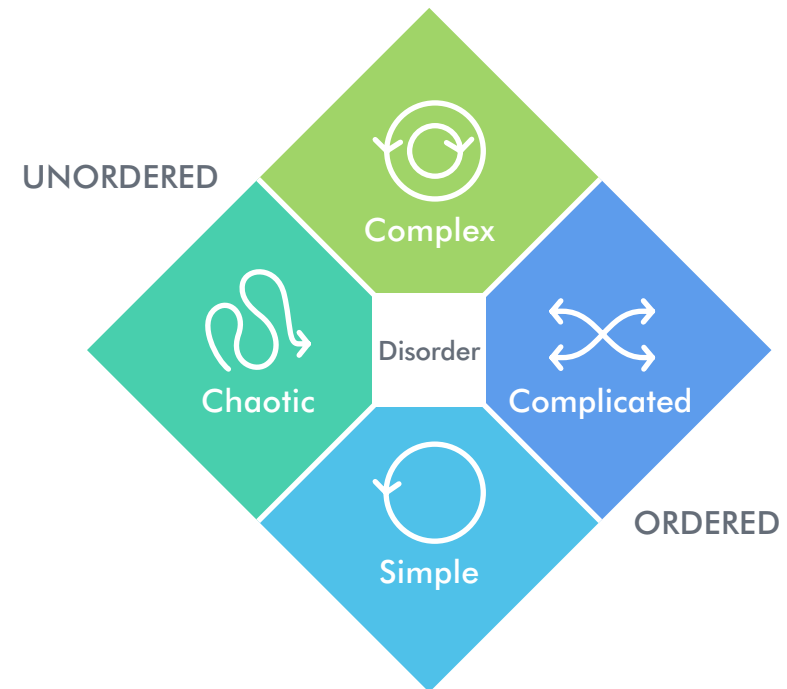 UNORDERED
Complex
Disorder
Chaotic
Complicated
ORDERED
Simple